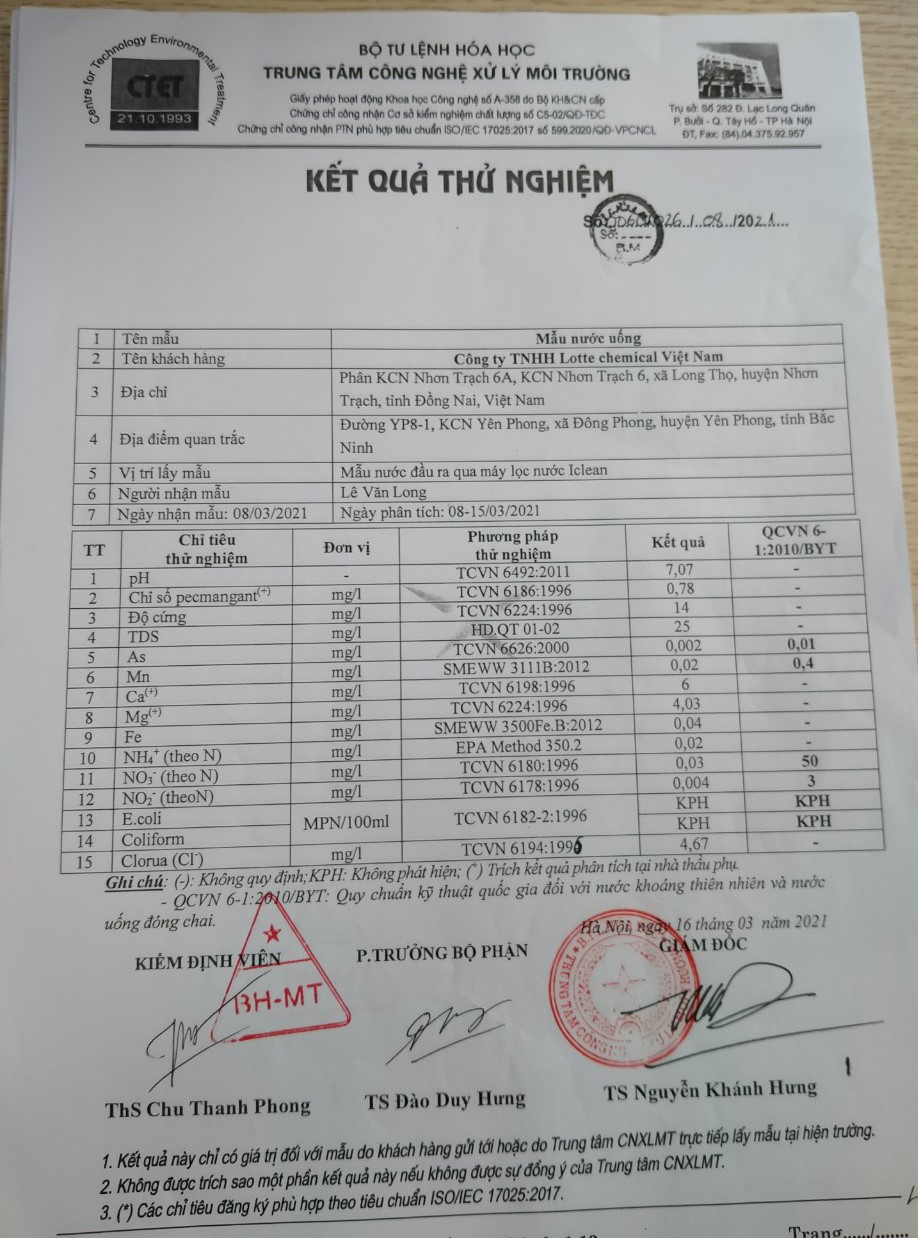 Centre for Technology Environmental Treatment
CTET
21.10.1993
BỘ TƯ LỆNH HÓA HỌC
TRUNG TÂM CÔNG NGHỆ XỬ LÝ MÔI TRƯỜNG
Giấy phép hoạt động Khoa học Công nghệ số A-358 do Bộ KH&CN cấp
Chứng chỉ công nhận Cơ sở kiểm nghiệm chất lượng số C5-02/QĐ-TĐC
Chứng chỉ công nhận PTN phù hợp tiêu chuẩn ISO/IEC 17025:2017 số 599.2020/QĐ-VPCNCL
Trụ sở: Số 282 Đ. Lạc Long Quân
P. Bưởi - Q. Tây Hồ - TP Hà Nội
ĐT, Fax: (84).04.375.92.957
KẾT QUẢ THỬ NGHIỆM
Số: 26/08/2021
Số:
1 Tên mẫu Mẫu nước uống
2 Tên khách hàng Công ty TNHH Lotte chemical Việt Nam
3 Địa chỉ Phân KCN Nhơn Trạch 6A, KCN Nhơn Trạch 6, xã Long Thọ, huyện Nhơn
Trạch, tỉnh Đồng Nai, Việt Nam
4 Địa điểm quan trắc Đường YP8-1, KCN Yên Phong, xã Đông Phong, huyện Yên Phong, tỉnh Bắc
Ninh
5 Vị trí lấy mẫu Mẫu nước đầu ra qua máy lọc nước Iclean
6 Người nhận mẫu Lê Văn Long
7 Ngày nhận mẫu: 08/03/2021 Ngày phân tích: 08-15/03/2021
TT Chỉ tiêu thử nghiệm Đơn vị Phương pháp thử nghiệm Kết quả QCVN 6-1:2010/BYT
1 pH - TCVN 6492:2011 7,07 -
2 Chỉ số pecmangant(+) mg/l TCVN 6186:1996 0,78 -
3 Độ cứng mg/l TCVN 6224:1996 14 -
4 TDS mg/l HD.QT 01-02 25 -
5 As mg/l TCVN 6626:2000 0,002 0,01
6 Mn mg/l SMEWW 3111B:2012 0,02 0,4
7 Ca(+) mg/l TCVN 6198:1996 6 -
8 Mg(+) mg/l TCVN 6224:1996 4,03 -
9 Fe mg/l SMEWW 3500Fe.B:2012 0,04 -
10 NH₄⁺ (theo N) mg/l EPA Method 350.2 0,02 -
11 NO₃⁻ (theo N) mg/l TCVN 6180:1996 0,03 50
12 NO₂⁻ (theoN) mg/l TCVN 6178:1996 0,004 3
13 E.coli MPN/100ml TCVN 6182-2:1996 KPH KPH
14 Coliform KPH KPH
15 Clorua (Cl⁻) mg/l TCVN 6194:1996 4,67 -
Ghi chú: (-): Không quy định; KPH: Không phát hiện; (+) Trích kết quả phân tích tại nhà thầu phụ.
- QCVN 6-1:2010/BYT: Quy chuẩn kỹ thuật quốc gia đối với nước khoáng thiên nhiên và nước
uống đóng chai.
Hà Nội, ngày 16 tháng 03 năm 2021
KIỂM ĐỊNH VIÊN P.TRƯỞNG BỘ PHẬN GIÁM ĐỐC
BH-MT
ThS Chu Thanh Phong TS Đào Duy Hưng TS Nguyễn Khánh Hưng
1. Kết quả này chỉ có giá trị đối với mẫu do khách hàng gửi tới hoặc do Trung tâm CNXLMT trực tiếp lấy mẫu tại hiện trường.
2. Không được trích sao một phần kết quả này nếu không được sự đồng ý của Trung tâm CNXLMT.
3. (*) Các chỉ tiêu đăng ký phù hợp theo tiêu chuẩn ISO/IEC 17025:2017.
Trang....../.......